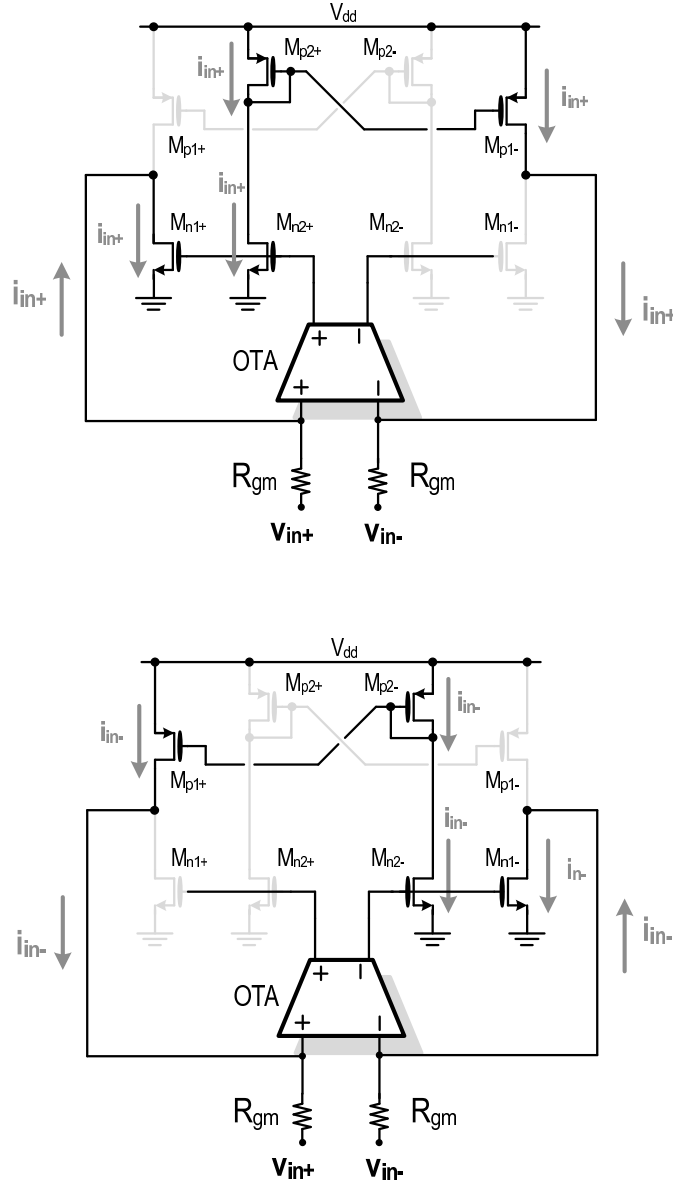 Vdd
Mp2+ Mp2-
iin+ iin+
Mp1+ Mp1-
iin+
Mn1+ Mn2+ Mn2- Mn1-
iin+
iin+ iin+
+ −
OTA
+ −
Rgm Rgm
vin+ vin-
Vdd
Mp2+ Mp2-
iin- iin-
Mp1+ Mp1-
iin-
Mn1+ Mn2+ Mn2- Mn1-
in-
iin- iin-
+ −
OTA
+ −
Rgm Rgm
vin+ vin-